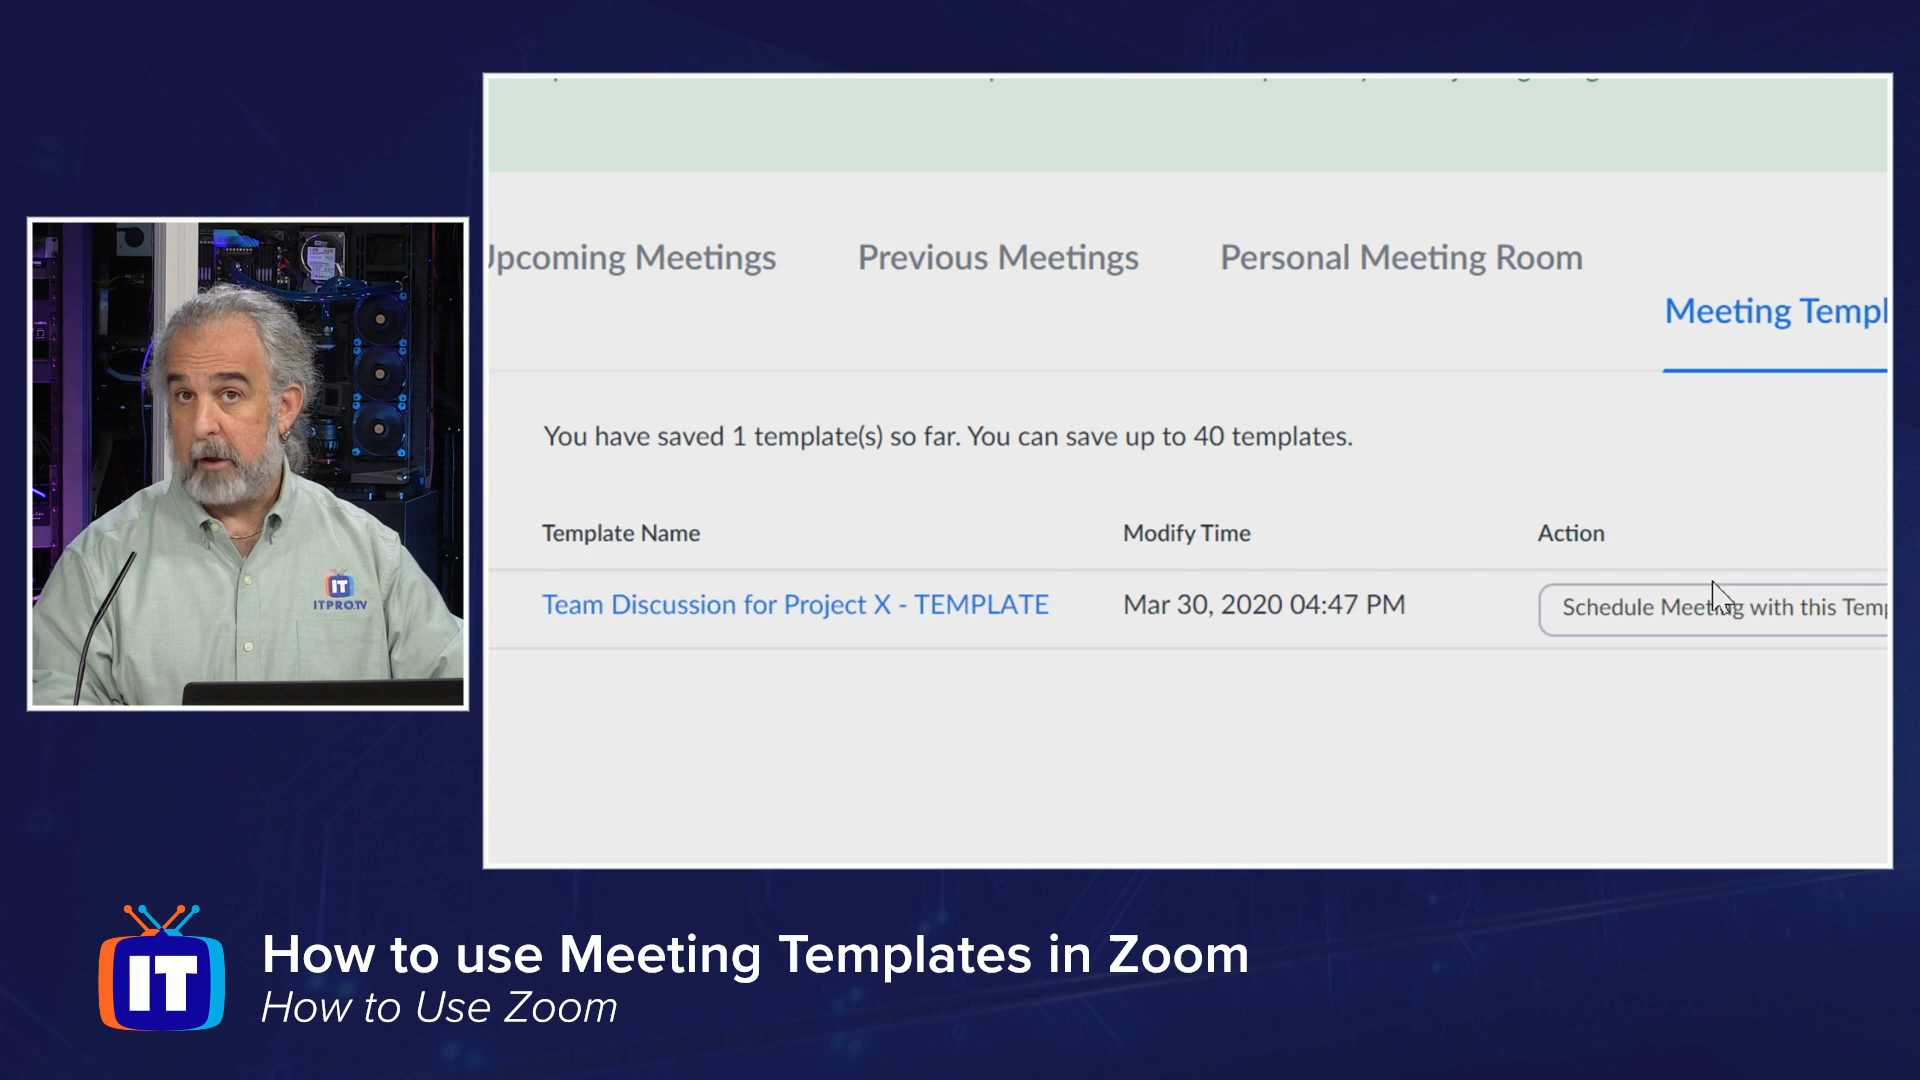 Upcoming Meetings Previous Meetings Personal Meeting Room
Meeting Templ
You have saved 1 template(s) so far. You can save up to 40 templates.
Template Name Modify Time Action
Team Discussion for Project X - TEMPLATE Mar 30, 2020 04:47 PM Schedule Meeting with this Temp
IT
ITPRO.TV
IT
How to use Meeting Templates in Zoom
How to Use Zoom